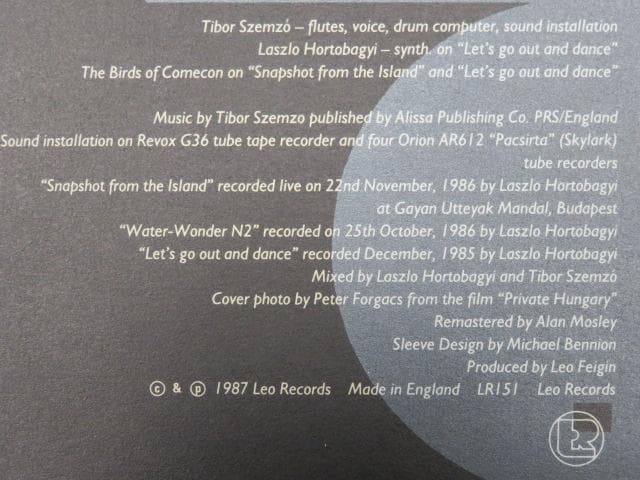 Tibor Szemzó – flutes, voice, drum computer, sound installation
Laszlo Hortobagyi – synth. on “Let's go out and dance”
The Birds of Comecon on “Snapshot from the Island” and “Let's go out and dance”
Music by Tibor Szemzo published by Alissa Publishing Co. PRS/England
Sound installation on Revox G36 tube tape recorder and four Orion AR612 “Pacsirta” (Skylark)
tube recorders
“Snapshot from the Island” recorded live on 22nd November, 1986 by Laszlo Hortobagyi
at Gayan Utteyak Mandal, Budapest
“Water-Wonder N2” recorded on 25th October, 1986 by Laszlo Hortobagyi
“Let's go out and dance” recorded December, 1985 by Laszlo Hortobagyi
Mixed by Laszlo Hortobagyi and Tibor Szemzó
Cover photo by Peter Forgacs from the film “Private Hungary”
Remastered by Alan Mosley
Sleeve Design by Michael Bennion
Produced by Leo Feigin
© & ℗ 1987 Leo Records Made in England LR151 Leo Records
LR